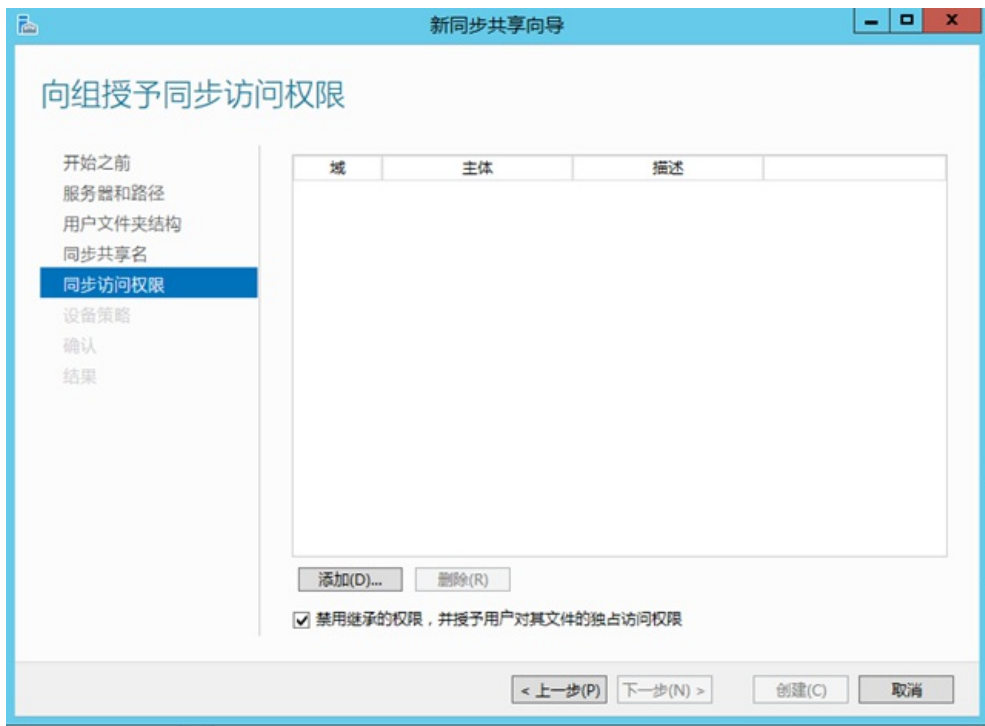 新同步共享向导
向组授予同步访问权限
开始之前
服务器和路径
用户文件夹结构
同步共享名
同步访问权限
设备策略
确认
结果
域 主体 描述
添加(D)... 删除(R)
禁用继承的权限，并授予用户对其文件的独占访问权限
< 上一步(P) 下一步(N) > 创建(C) 取消